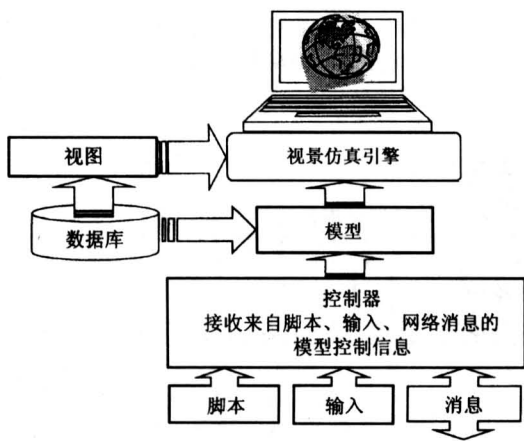 视图
视景仿真引擎
数据库
模型
控制器
接收来自脚本、输入、网络消息的
模型控制信息
脚本
输入
消息